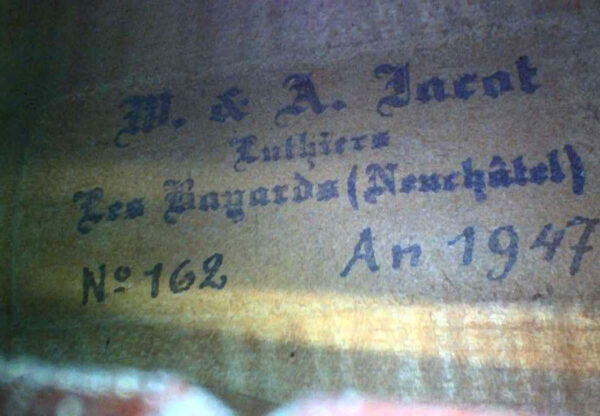 M. & A. Jacot
Luthiers
Les Bayards (Neuchâtel)
Nº 162 An 1947